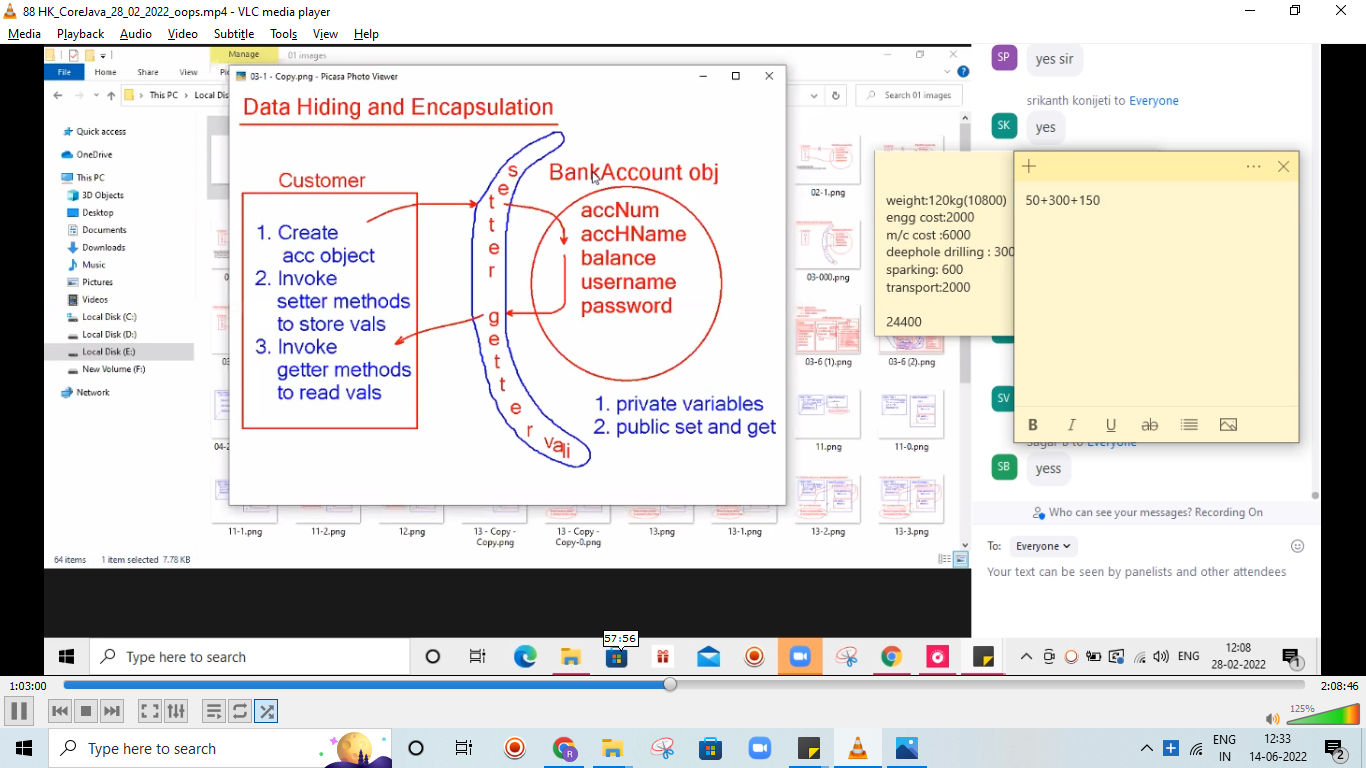 88 HK_CoreJava_28_02_2022_oops.mp4 - VLC media player
Media Playback Audio Video Subtitle Tools View Help
Manage 01 images
File Home Share View
This PC Local Dis
Search 01 images
Quick access
OneDrive
This PC
3D Objects
Desktop
Documents
Downloads
Music
Pictures
Videos
Local Disk (C:)
Local Disk (D:)
Local Disk (E:)
New Volume (F:)
Network
03-1 - Copy.png - Picasa Photo Viewer
Data Hiding and Encapsulation
Customer
1. Create
acc object
2. Invoke
setter methods
to store vals
3. Invoke
getter methods
to read vals
setter
getter
vali
BankAccount obj
accNum
accHName
balance
username
password
1. private variables
2. public set and get
02-1.png
03-000.png
03-6 (1).png
03-6 (2).png
11.png
11-0.png
11-1.png
11-2.png
12.png
13 - Copy -
Copy.png
13 - Copy -
Copy-0.png
13.png
13-1.png
13-2.png
13-3.png
64 items 1 item selected 7.78 KB
SP
yes sir
srikanth konijeti to Everyone
SK
yes
weight:120kg(10800)
engg cost:2000
m/c cost :6000
deephole drilling : 300
sparking: 600
transport:2000
24400
50+300+150
B I U ab
SV
SB
yess
Who can see your messages? Recording On
To: Everyone
Your text can be seen by panelists and other attendees
57:56
Type here to search
ENG
12:08
28-02-2022
1
1:03:00
2:08:46
125%
Type here to search
R
ENG
IN
12:33
14-06-2022
2